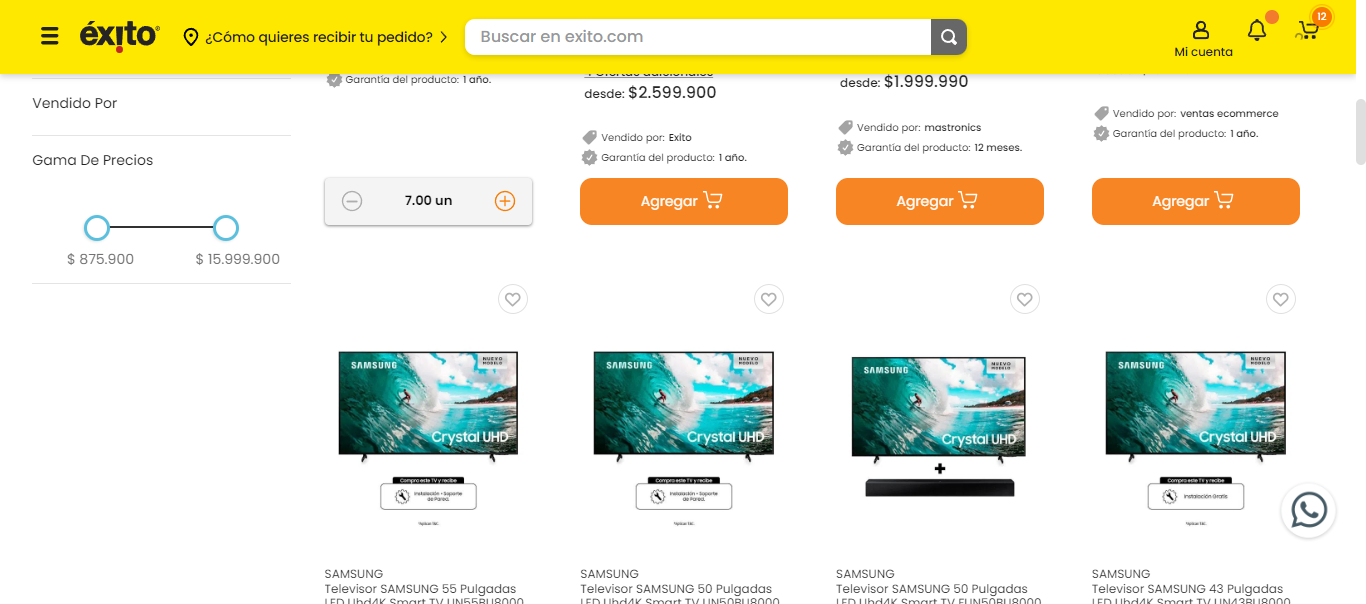 éxito
¿Cómo quieres recibir tu pedido?
Buscar en exito.com
Mi cuenta
12
Vendido Por
Gama De Precios
$ 875.900
$ 15.999.900
Garantía del producto: 1 año.
7.00 un
4 Ofertas adicionales
desde: $2.599.900
Vendido por: Exito
Garantía del producto: 1 año.
Agregar
desde: $1.999.990
Vendido por: mastronics
Garantía del producto: 12 meses.
Agregar
Vendido por: ventas ecommerce
Garantía del producto: 1 año.
Agregar
SAMSUNG
NUEVO
MODELO
Crystal UHD
Compra este TV y recibe
Instalación + Soporte
de Pared.
SAMSUNG
Televisor SAMSUNG 55 Pulgadas
LED Uhd4K Smart TV UN55BU8000
SAMSUNG
NUEVO
MODELO
Crystal UHD
Compra este TV y recibe
Instalación + Soporte
de Pared.
SAMSUNG
Televisor SAMSUNG 50 Pulgadas
LED Uhd4K Smart TV UN50BU8000
SAMSUNG
NUEVO
MODELO
Crystal UHD
+
SAMSUNG
Televisor SAMSUNG 50 Pulgadas
LED Uhd4K Smart TV FUN50BU8000
SAMSUNG
NUEVO
MODELO
Crystal UHD
Compra este TV y recibe
Instalación Gratis
SAMSUNG
Televisor SAMSUNG 43 Pulgadas
LED Uhd4K Smart TV UN43BU8000